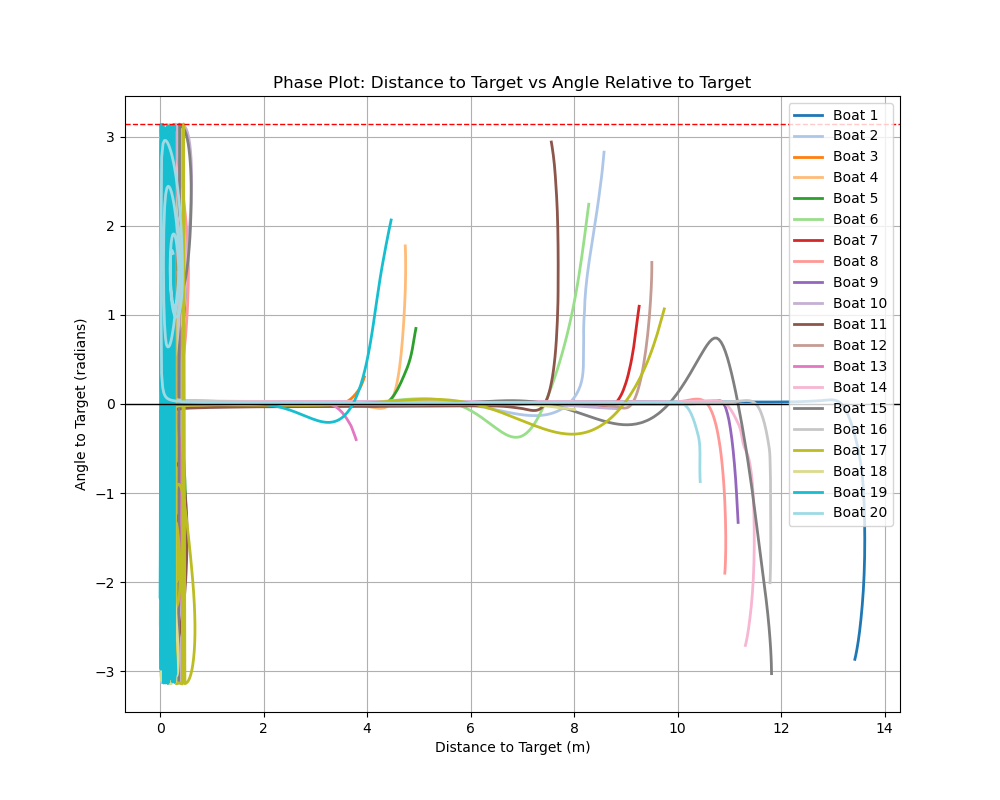 Phase Plot: Distance to Target vs Angle Relative to Target
Angle to Target (radians)
3
2
1
0
−1
−2
−3
0 2 4 6 8 10 12 14
Distance to Target (m)
Boat 1
Boat 2
Boat 3
Boat 4
Boat 5
Boat 6
Boat 7
Boat 8
Boat 9
Boat 10
Boat 11
Boat 12
Boat 13
Boat 14
Boat 15
Boat 16
Boat 17
Boat 18
Boat 19
Boat 20